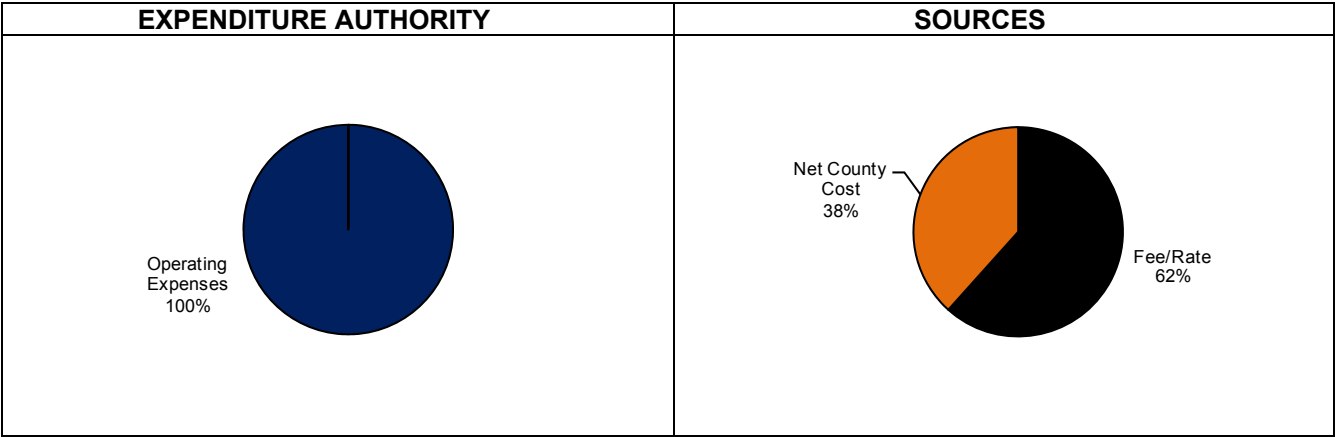 EXPENDITURE AUTHORITY
Operating
Expenses
100%
SOURCES
Net County
Cost
38%
Fee/Rate
62%